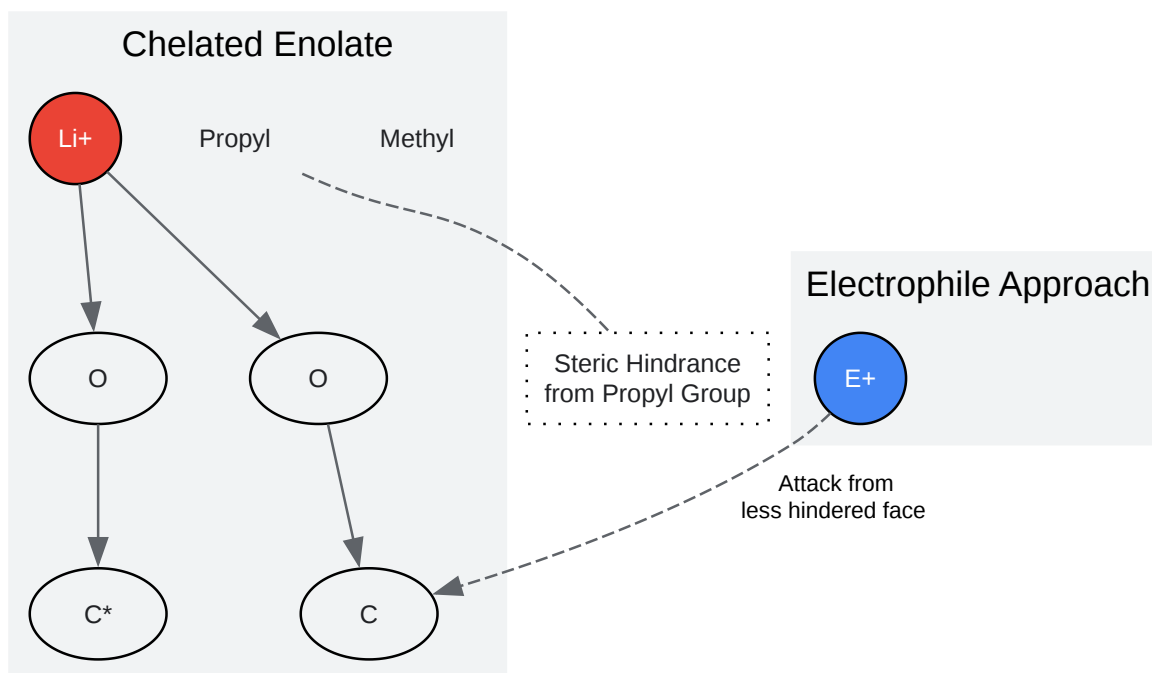 Chelated Enolate
Li+
Propyl
Methyl
Electrophile Approach
O
O
Steric Hindrance
from Propyl Group
E+
Attack from
less hindered face
C*
C